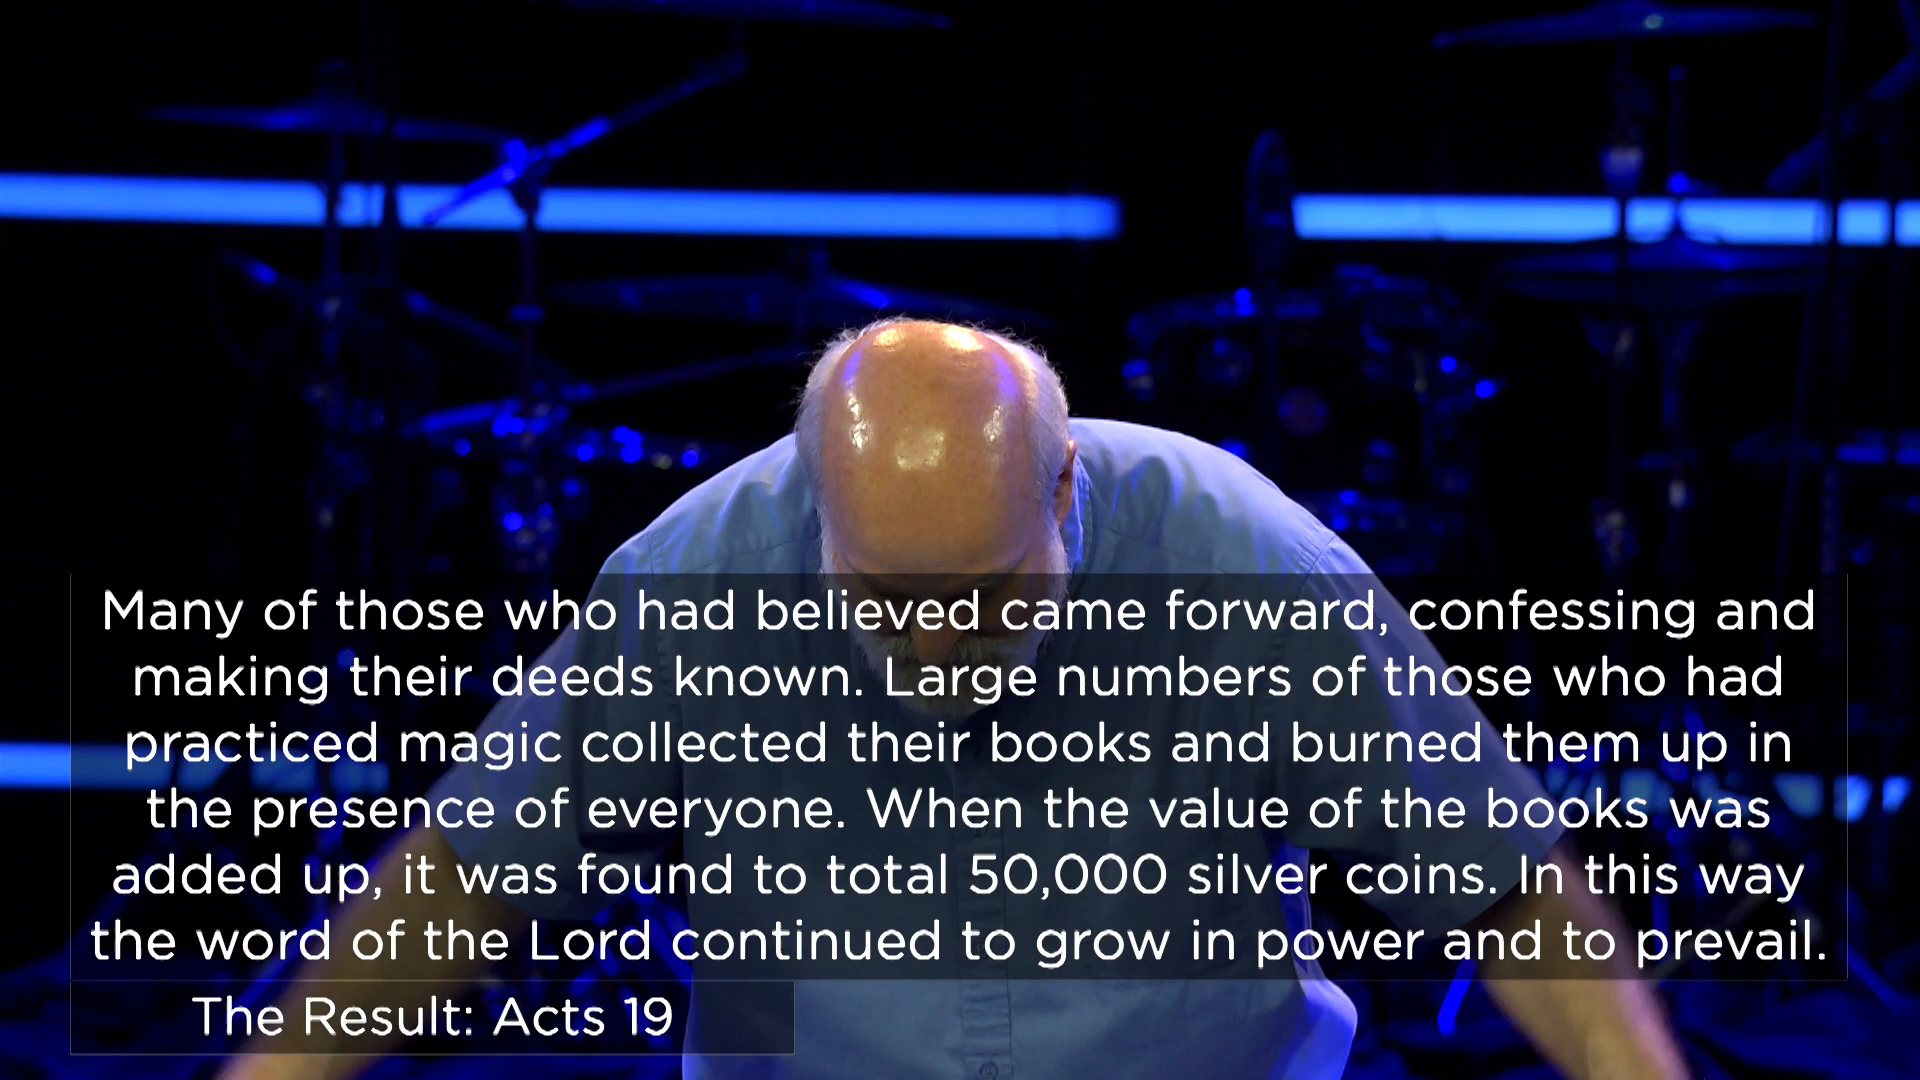 Many of those who had believed came forward, confessing and
making their deeds known. Large numbers of those who had
practiced magic collected their books and burned them up in
the presence of everyone. When the value of the books was
added up, it was found to total 50,000 silver coins. In this way
the word of the Lord continued to grow in power and to prevail.
The Result: Acts 19